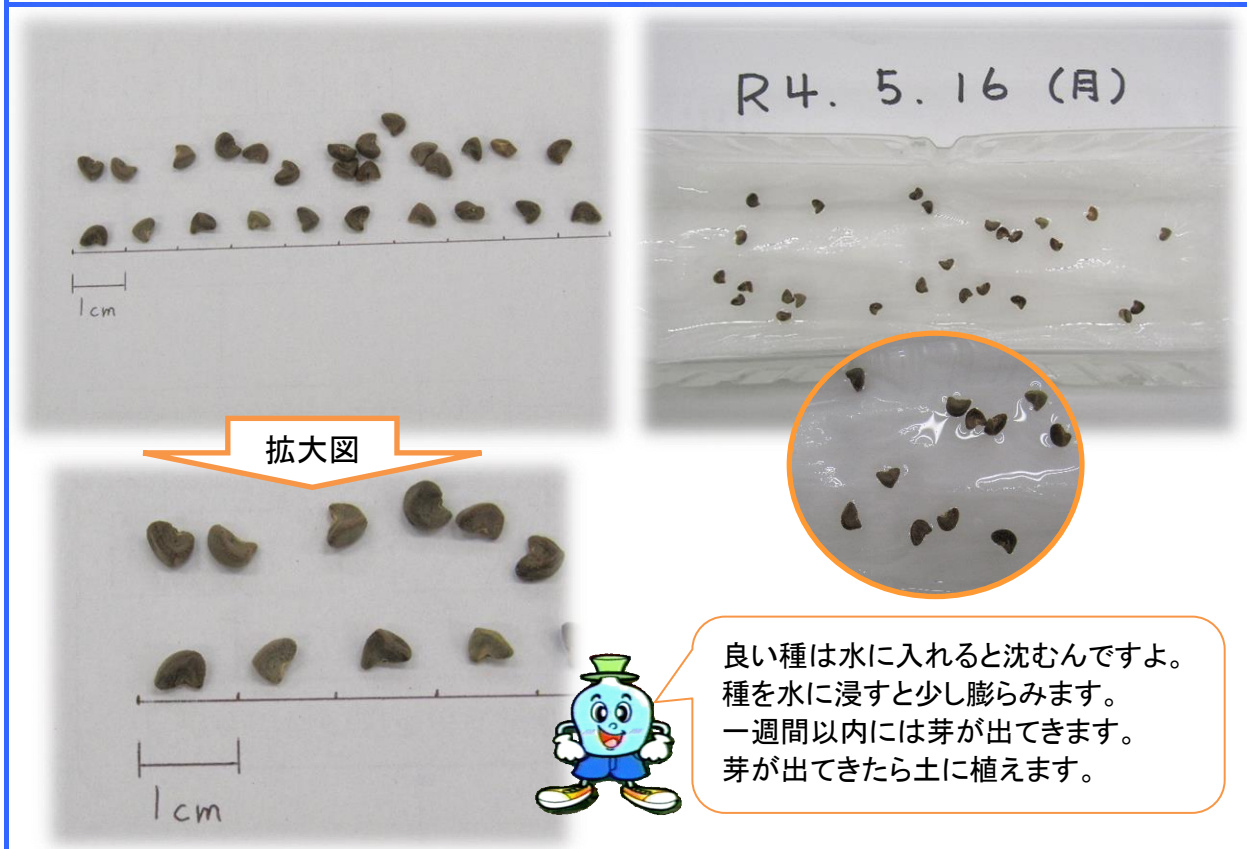 1cm
R4. 5. 16 (月)
拡大図
1cm
良い種は水に入れると沈むんですよ。
種を水に浸すと少し膨らみます。
一週間以内には芽が出てきます。
芽が出てきたら土に植えます。